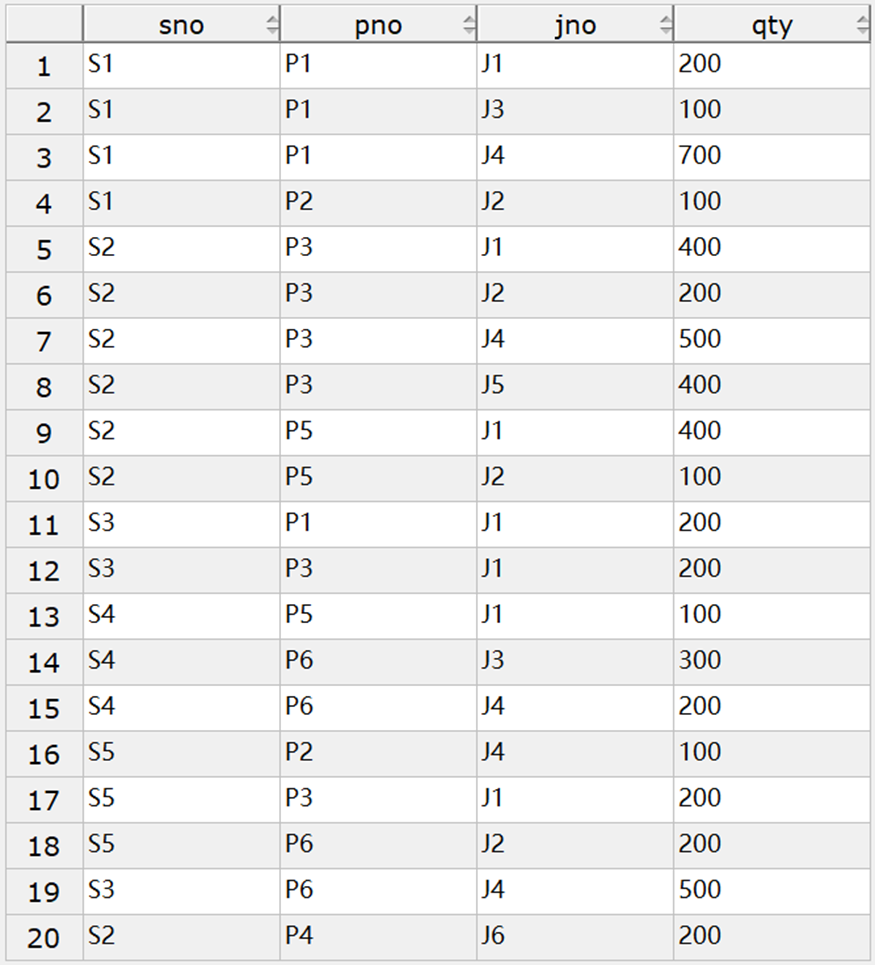 sno pno jno qty
1 S1 P1 J1 200
2 S1 P1 J3 100
3 S1 P1 J4 700
4 S1 P2 J2 100
5 S2 P3 J1 400
6 S2 P3 J2 200
7 S2 P3 J4 500
8 S2 P3 J5 400
9 S2 P5 J1 400
10 S2 P5 J2 100
11 S3 P1 J1 200
12 S3 P3 J1 200
13 S4 P5 J1 100
14 S4 P6 J3 300
15 S4 P6 J4 200
16 S5 P2 J4 100
17 S5 P3 J1 200
18 S5 P6 J2 200
19 S3 P6 J4 500
20 S2 P4 J6 200